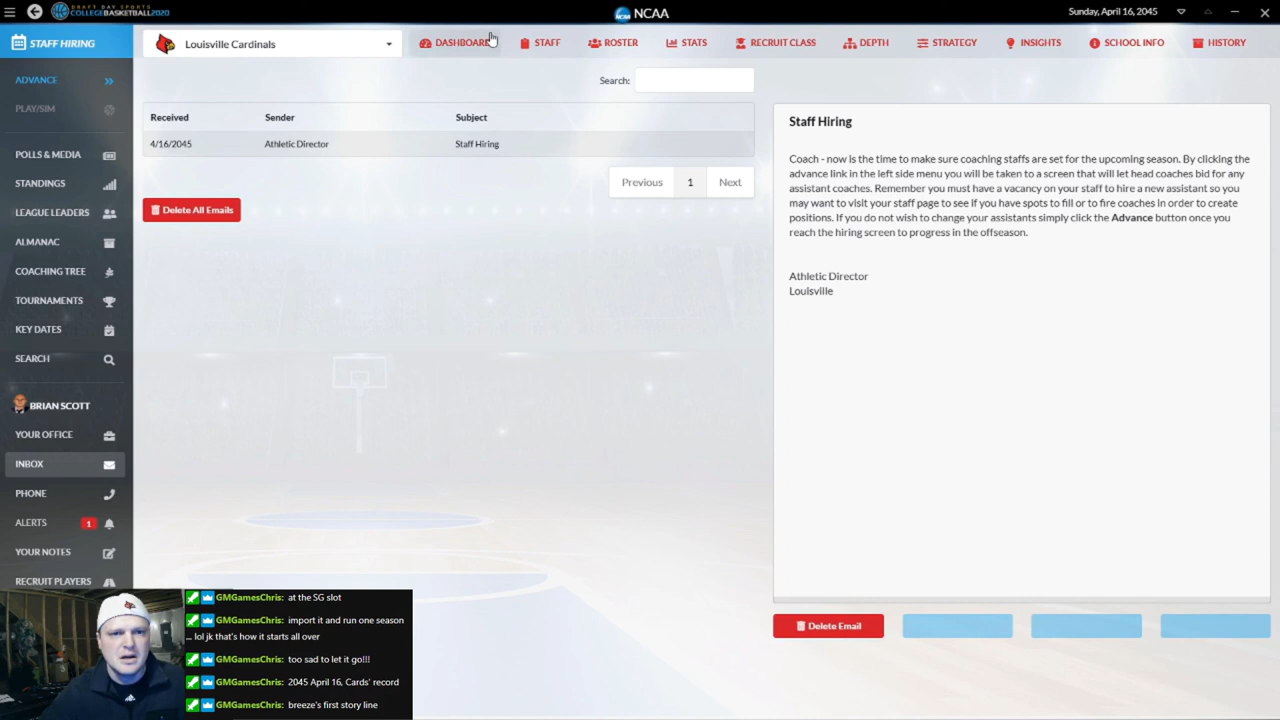 DRAFT DAY SPORTS
COLLEGE BASKETBALL 2020
NCAA
Sunday, April 16, 2045
STAFF HIRING
Louisville Cardinals
DASHBOARD
STAFF
ROSTER
STATS
RECRUIT CLASS
DEPTH
STRATEGY
INSIGHTS
SCHOOL INFO
HISTORY
ADVANCE
PLAY/SIM
POLLS & MEDIA
STANDINGS
LEAGUE LEADERS
ALMANAC
COACHING TREE
TOURNAMENTS
KEY DATES
SEARCH
BRIAN SCOTT
YOUR OFFICE
INBOX
PHONE
ALERTS 1
YOUR NOTES
RECRUIT PLAYERS
Search:
Received Sender Subject
4/16/2045 Athletic Director Staff Hiring
Previous 1 Next
Delete All Emails
Staff Hiring
Coach - now is the time to make sure coaching staffs are set for the upcoming season. By clicking the
advance link in the left side menu you will be taken to a screen that will let head coaches bid for any
assistant coaches. Remember you must have a vacancy on your staff to hire a new assistant so you
may want to visit your staff page to see if you have spots to fill or to fire coaches in order to create
positions. If you do not wish to change your assistants simply click the Advance button once you
reach the hiring screen to progress in the offseason.
Athletic Director
Louisville
Delete Email
GMGamesChris: at the SG slot
GMGamesChris: import it and run one season
... lol jk that's how it starts all over
GMGamesChris: too sad to let it go!!!
GMGamesChris: 2045 April 16, Cards' record
GMGamesChris: breeze's first story line